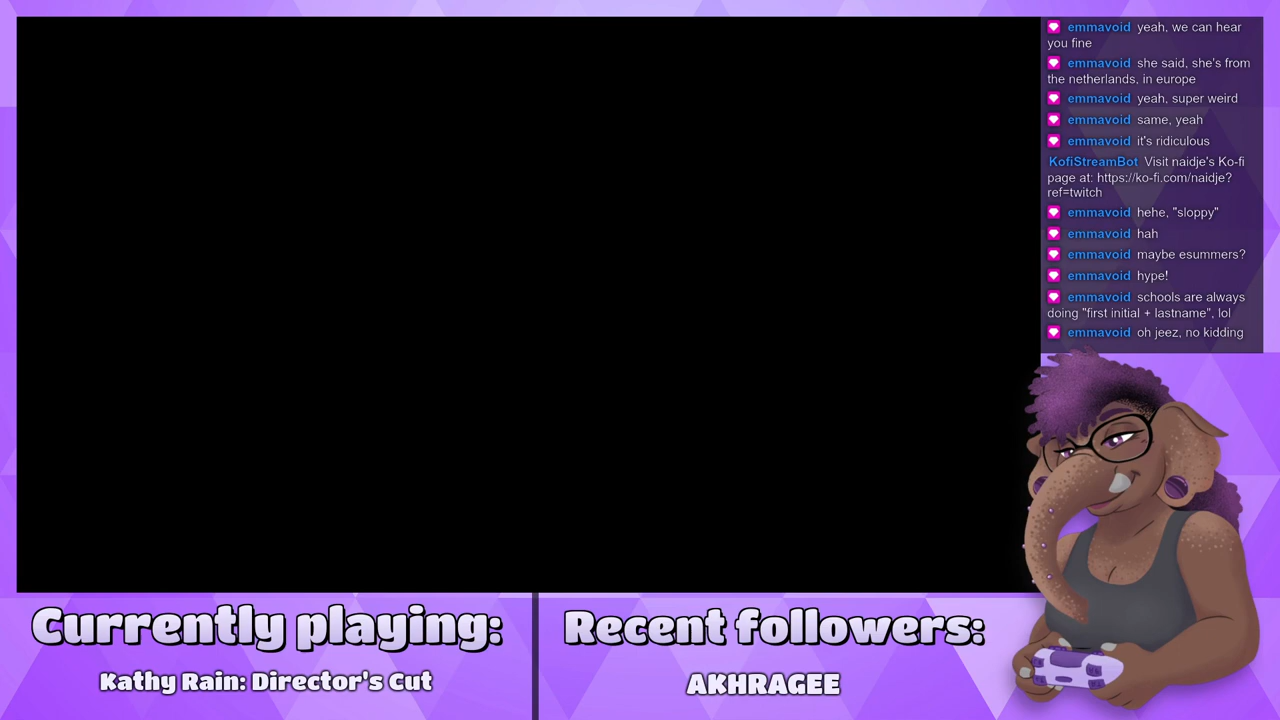 emmavoid yeah, we can hear
you fine
emmavoid she said, she's from
the netherlands, in europe
emmavoid yeah, super weird
emmavoid same, yeah
emmavoid it's ridiculous
KofiStreamBot Visit naidje's Ko-fi
page at: https://ko-fi.com/naidje?
ref=twitch
emmavoid hehe, "sloppy"
emmavoid hah
emmavoid maybe esummers?
emmavoid hype!
emmavoid schools are always
doing "first initial + lastname", lol
emmavoid oh jeez, no kidding
Currently playing:
Kathy Rain: Director's Cut
Recent followers:
AKHRAGEE